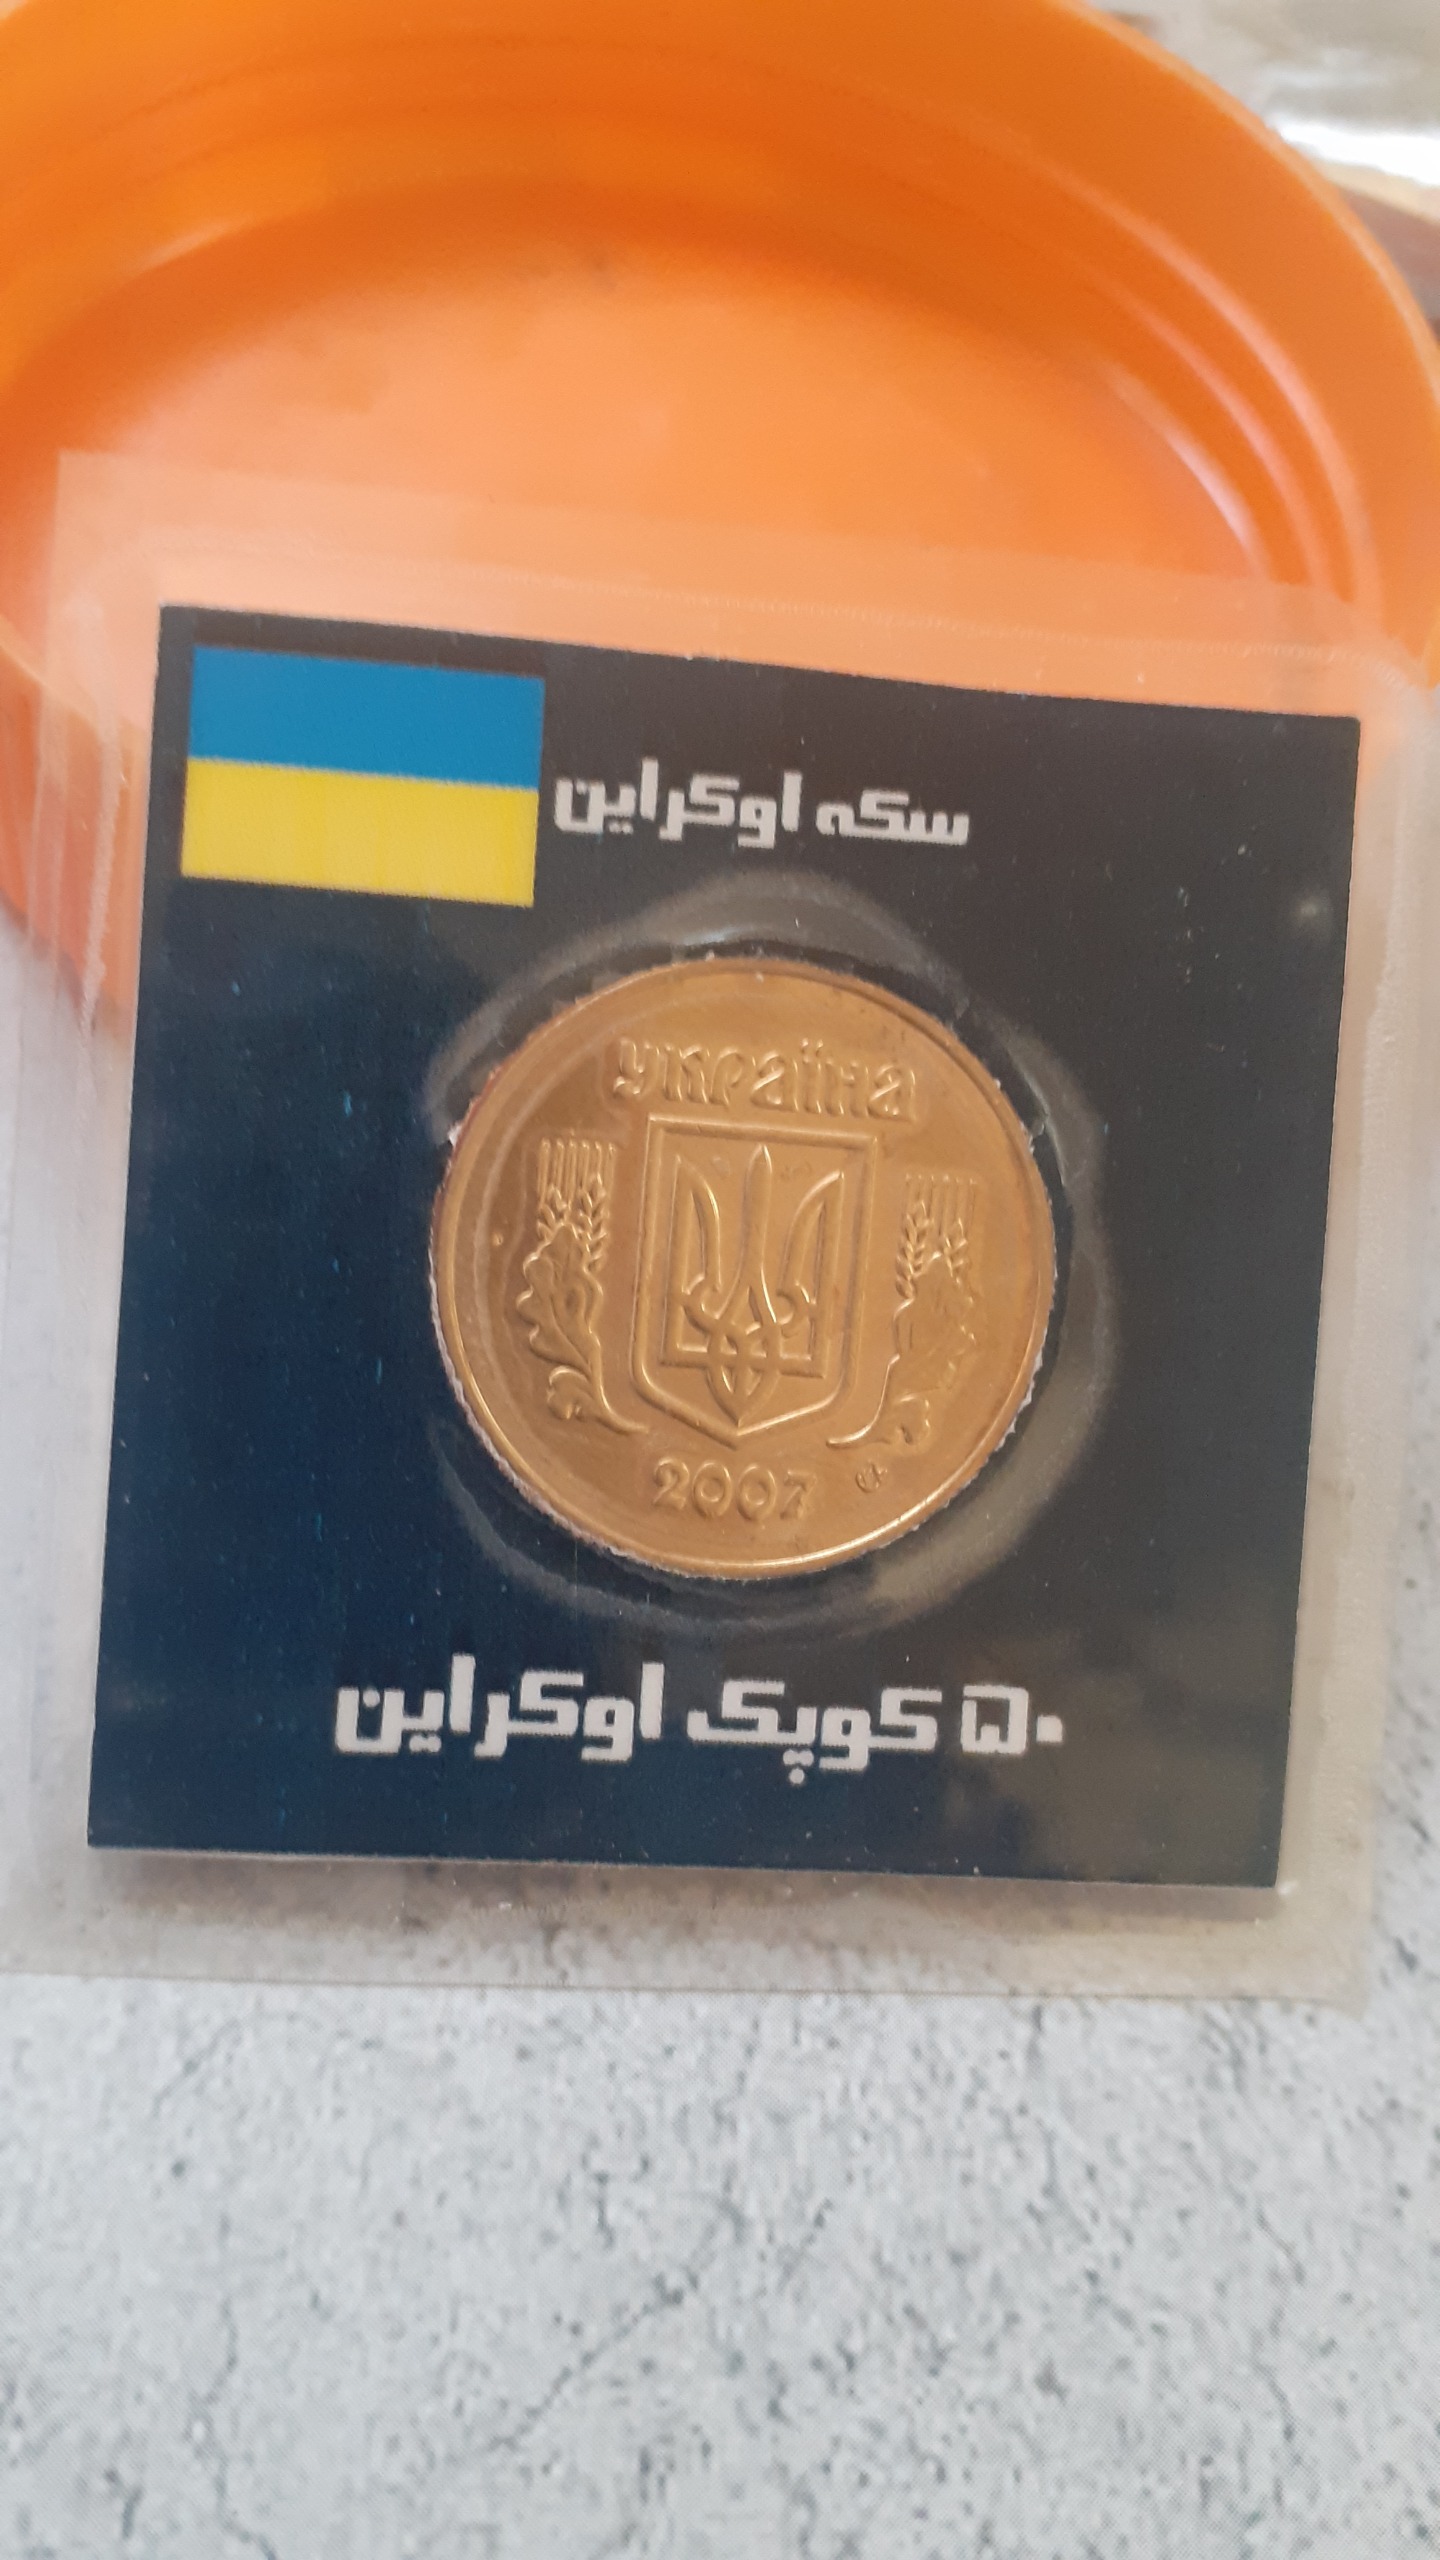 سکه اوکراین
україна
2007
۵۰ کوپک اوکراین